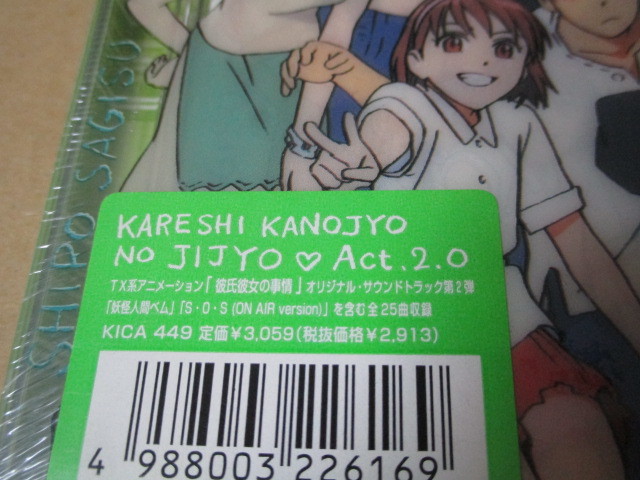 SHIRO SAGISU
KARESHI KANOJYO
NO JIJYO ♡ Act.2.0
TX系アニメーション「彼氏彼女の事情」オリジナル・サウンドトラック第2弾
「妖怪人間ベム」「S・O・S (ON AIR version)」を含む全25曲収録
KICA 449 定価¥3,059(税抜価格¥2,913)
4 988003 226169